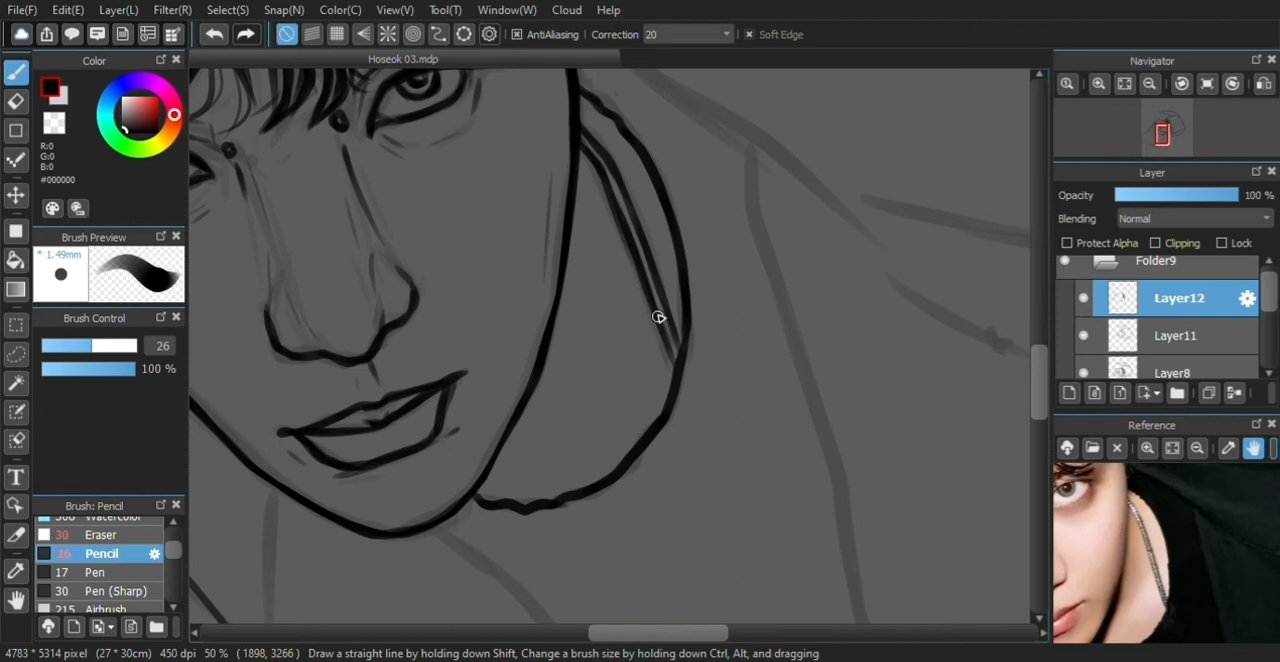 File(F) Edit(E) Layer(L) Filter(R) Select(S) Snap(N) Color(C) View(V) Tool(T) Window(W) Cloud Help
AntiAliasing Correction 20 Soft Edge
Hoseok 03.mdp
Color
R:0
G:0
B:0
#000000
Brush Preview
* 1.49mm
Brush Control
26
100 %
Brush: Pencil
Watercolor
30 Eraser
26 Pencil
17 Pen
30 Pen (Sharp)
215 Airbrush
Navigator
Layer
Opacity 100 %
Blending Normal
Protect Alpha Clipping Lock
Folder9
Layer12
Layer11
Layer8
Reference
4783 * 5314 pixel (27 * 30cm) 450 dpi 50 % ( 1898, 3266 ) Draw a straight line by holding down Shift, Change a brush size by holding down Ctrl, Alt, and dragging